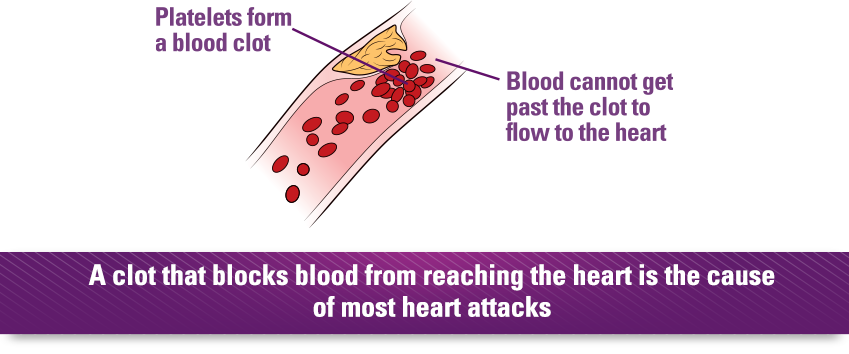 Platelets form
a blood clot
Blood cannot get
past the clot to
flow to the heart
A clot that blocks blood from reaching the heart is the cause
of most heart attacks